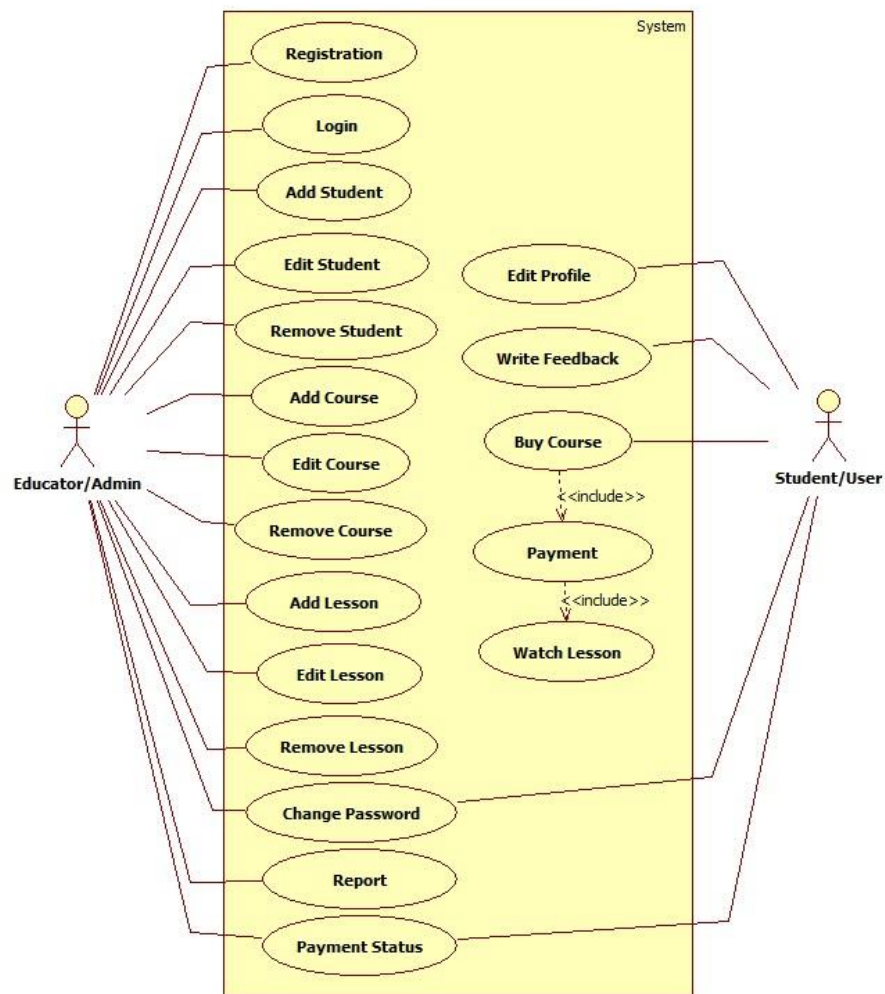 System
Registration
Login
Add Student
Edit Student
Remove Student
Add Course
Edit Course
Remove Course
Add Lesson
Edit Lesson
Remove Lesson
Change Password
Report
Payment Status
Edit Profile
Write Feedback
Buy Course
<<include>>
Payment
<<include>>
Watch Lesson
Educator/Admin
Student/User